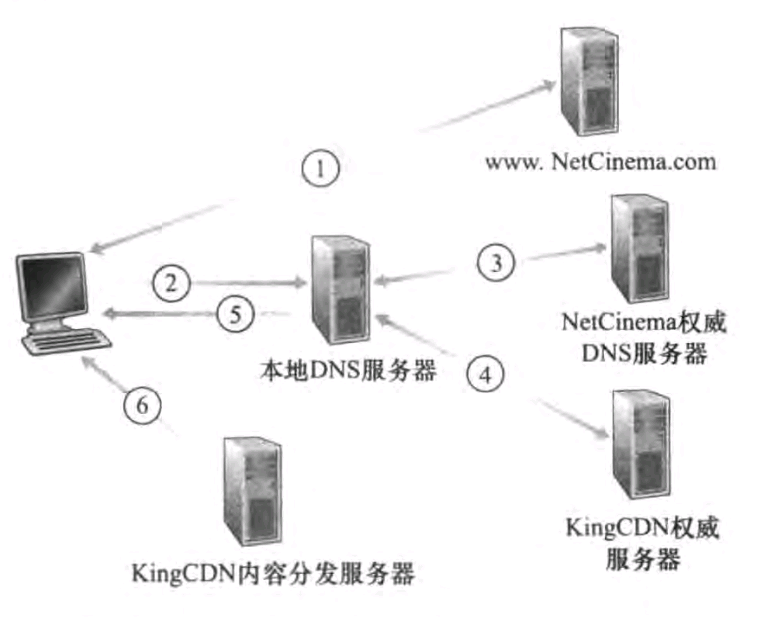 www. NetCinema.com
①
②
③
NetCinema权威
DNS服务器
⑤
本地DNS服务器
④
⑥
KingCDN权威
服务器
KingCDN内容分发服务器